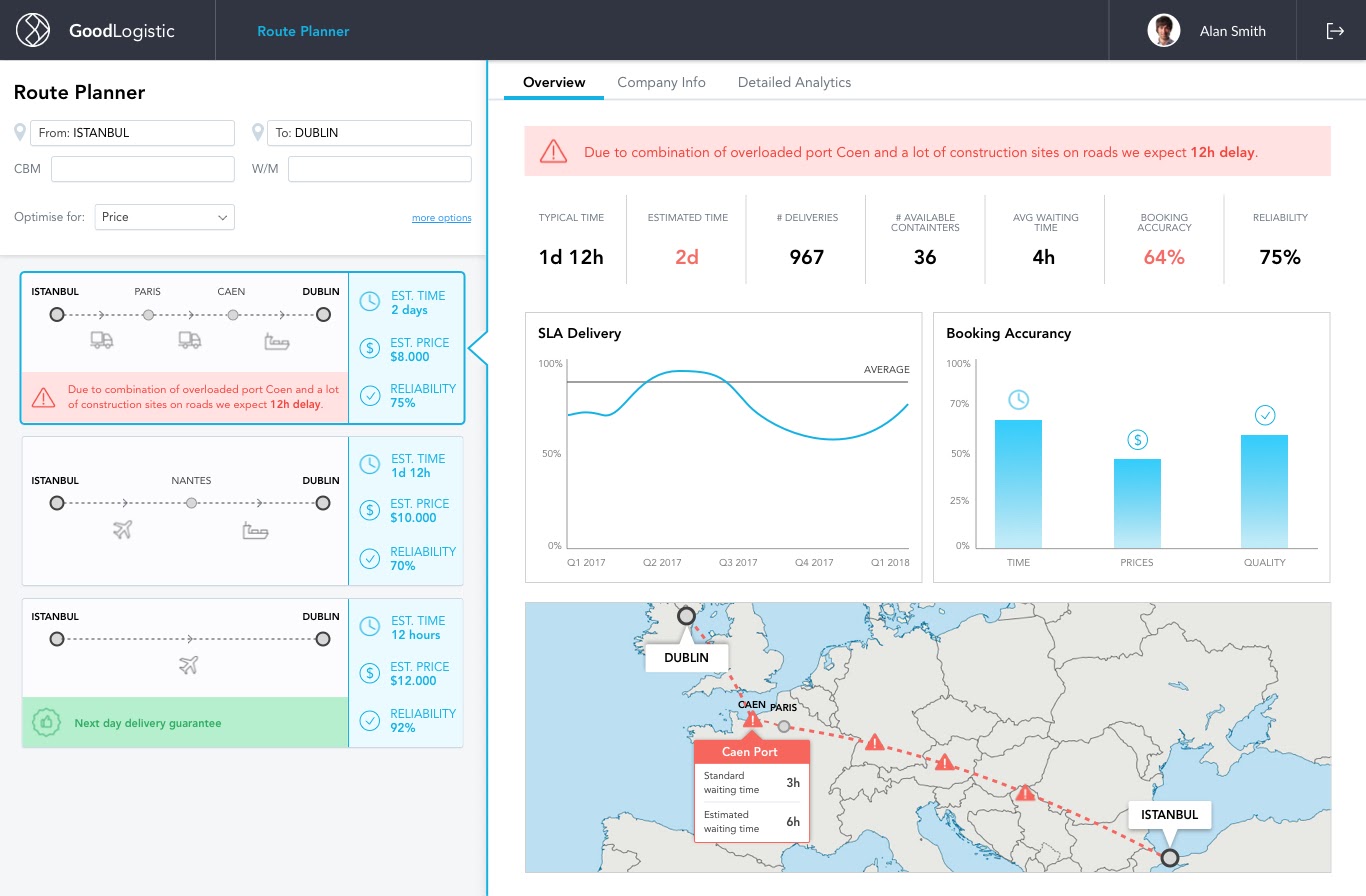 GoodLogistic
Route Planner
Alan Smith
Route Planner
From: ISTANBUL
To: DUBLIN
CBM
W/M
Optimise for:
Price
more options
ISTANBUL
PARIS
CAEN
DUBLIN
Due to combination of overloaded port Coen and a lot
of construction sites on roads we expect 12h delay.
EST. TIME
2 days
$
EST. PRICE
$8.000
RELIABILITY
75%
ISTANBUL
NANTES
DUBLIN
EST. TIME
1d 12h
$
EST. PRICE
$10.000
RELIABILITY
70%
ISTANBUL
DUBLIN
Next day delivery guarantee
EST. TIME
12 hours
$
EST. PRICE
$12.000
RELIABILITY
92%
Overview
Company Info
Detailed Analytics
Due to combination of overloaded port Coen and a lot of construction sites on roads we expect 12h delay.
TYPICAL TIME
1d 12h
ESTIMATED TIME
2d
# DELIVERIES
967
# AVAILABLE
CONTAINTERS
36
AVG WAITING
TIME
4h
BOOKING
ACCURACY
64%
RELIABILITY
75%
SLA Delivery
100%
AVERAGE
50%
0%
Q1 2017
Q2 2017
Q3 2017
Q4 2017
Q1 2018
Booking Accurancy
100%
70%
50%
25%
0%
$
TIME
PRICES
QUALITY
DUBLIN
CAEN
PARIS
Caen Port
Standard
waiting time
3h
Estimated
waiting time
6h
ISTANBUL